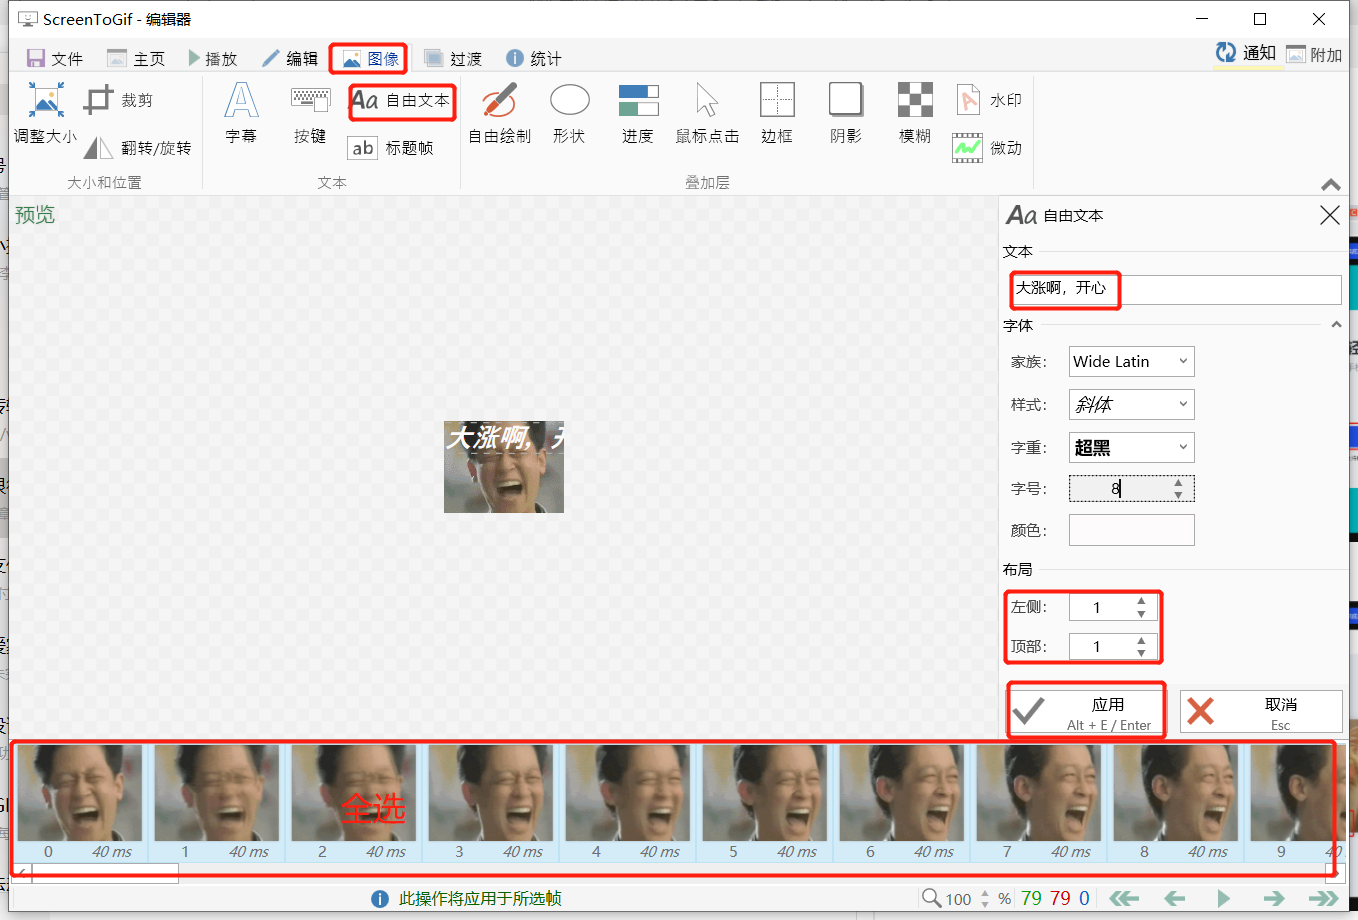 ScreenToGif - 编辑器
文件
主页
播放
编辑
图像
过渡
统计
通知
附加
调整大小
裁剪
翻转/旋转
大小和位置
字幕
按键
Aa 自由文本
ab 标题帧
文本
自由绘制
形状
进度
鼠标点击
边框
阴影
模糊
水印
微动
叠加层
预览
大涨啊, 开
Aa 自由文本
文本
大涨啊，开心
字体
家族: Wide Latin
样式: 斜体
字重: 超黑
字号: 8
颜色:
布局
左侧: 1
顶部: 1
应用
Alt + E / Enter
取消
Esc
全选
0 40 ms
1 40 ms
2 40 ms
3 40 ms
4 40 ms
5 40 ms
6 40 ms
7 40 ms
8 40 ms
9 40
此操作将应用于所选帧
100 % 79 79 0